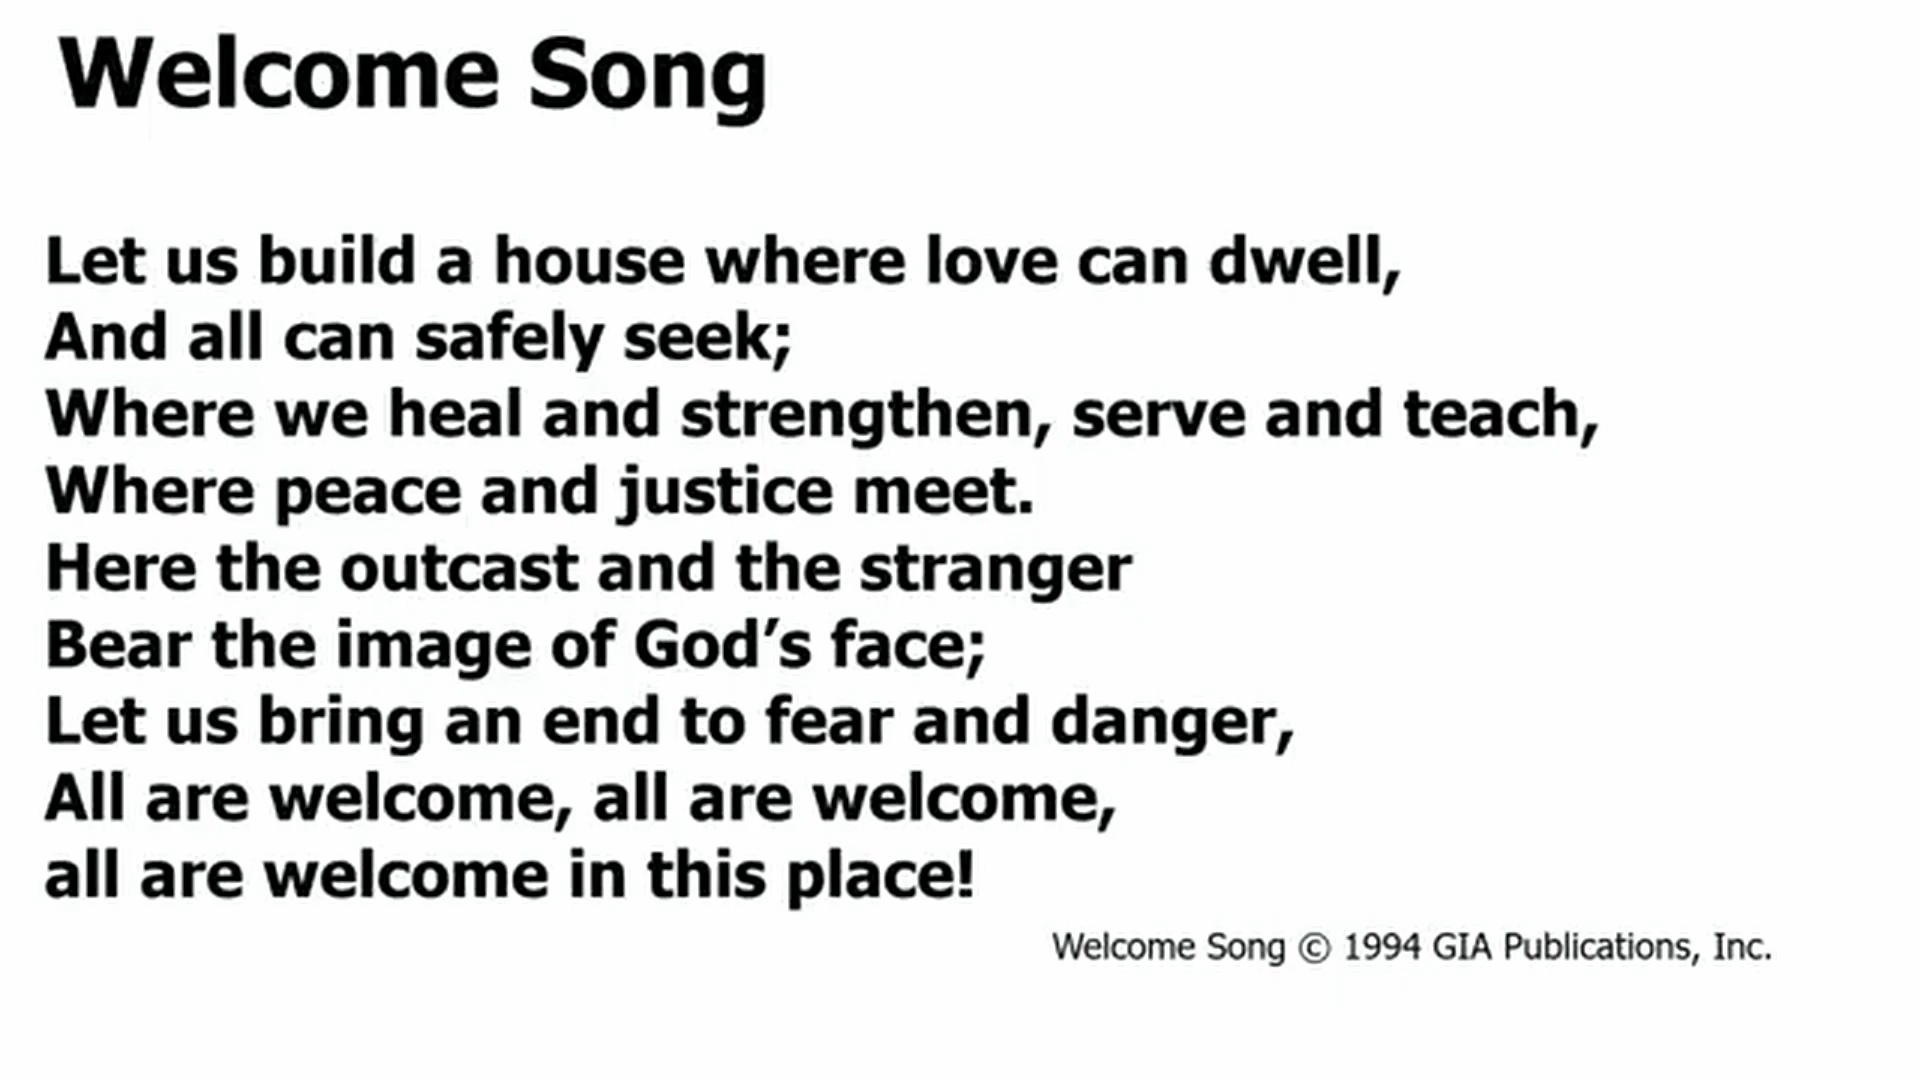 Welcome Song
Let us build a house where love can dwell,
And all can safely seek;
Where we heal and strengthen, serve and teach,
Where peace and justice meet.
Here the outcast and the stranger
Bear the image of God’s face;
Let us bring an end to fear and danger,
All are welcome, all are welcome,
all are welcome in this place!
Welcome Song © 1994 GIA Publications, Inc.